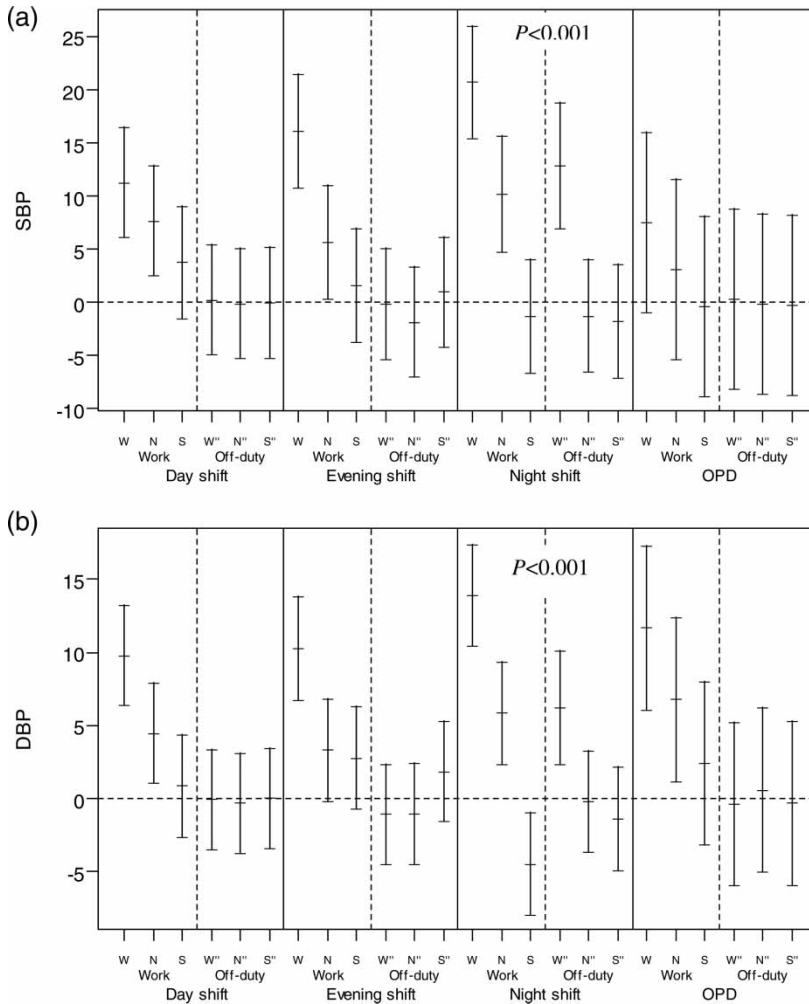 (a)
P<0.001
25
20
15
10
5
0
-5
-10
SBP
W N S W'' N'' S'' W N S W'' N'' S'' W N S W'' N'' S'' W N S W'' N'' S''
Work Off-duty Work Off-duty Work Off-duty Work Off-duty
Day shift Evening shift Night shift OPD
(b)
P<0.001
15
10
5
0
-5
DBP
W N S W'' N'' S'' W N S W'' N'' S'' W N S W'' N'' S'' W N S W'' N'' S''
Work Off-duty Work Off-duty Work Off-duty Work Off-duty
Day shift Evening shift Night shift OPD